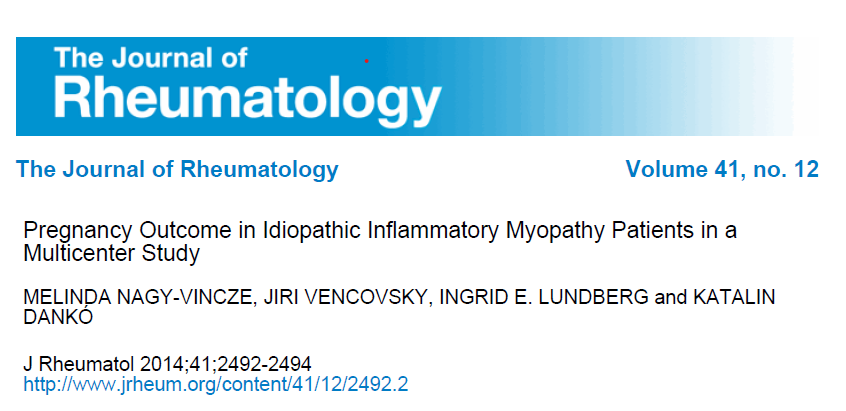 The Journal of
Rheumatology
The Journal of Rheumatology Volume 41, no. 12
Pregnancy Outcome in Idiopathic Inflammatory Myopathy Patients in a
Multicenter Study
MELINDA NAGY-VINCZE, JIRI VENCOVSKY, INGRID E. LUNDBERG and KATALIN
DANKÓ
J Rheumatol 2014;41;2492-2494
http://www.jrheum.org/content/41/12/2492.2